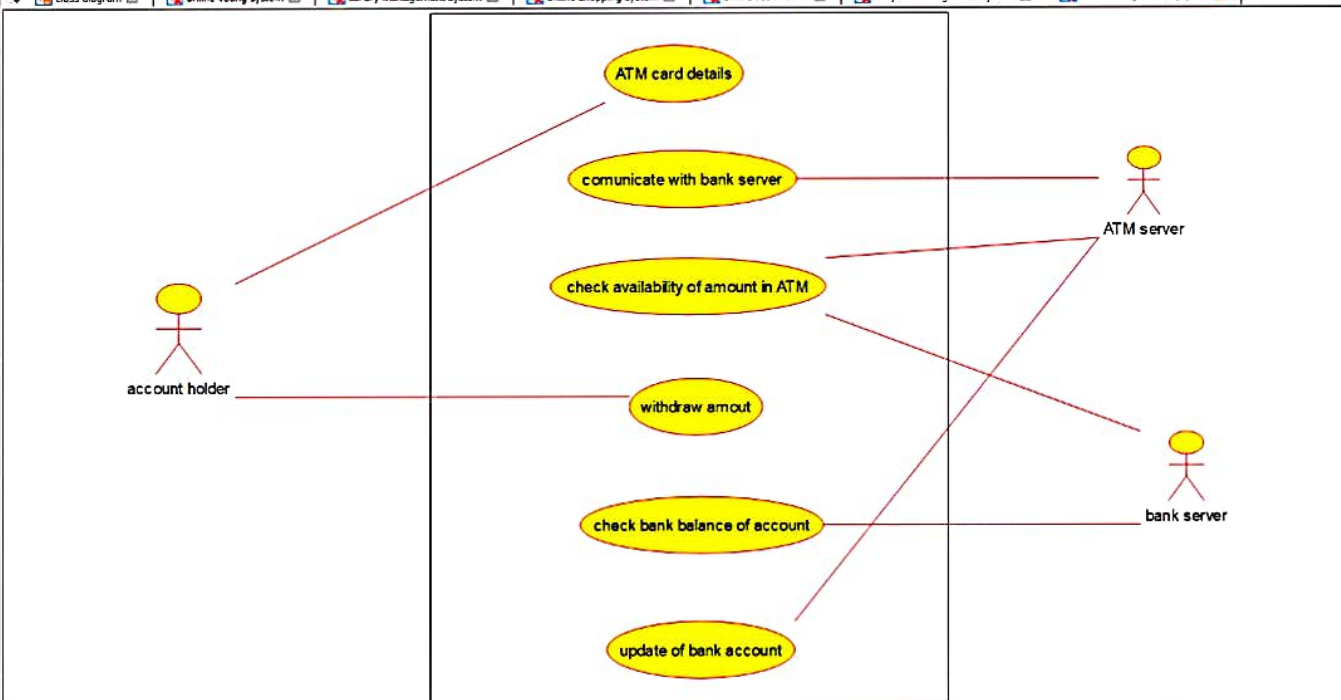 ATM card details
comunicate with bank server
ATM server
check availability of amount in ATM
account holder
withdraw amout
check bank balance of account
bank server
update of bank account